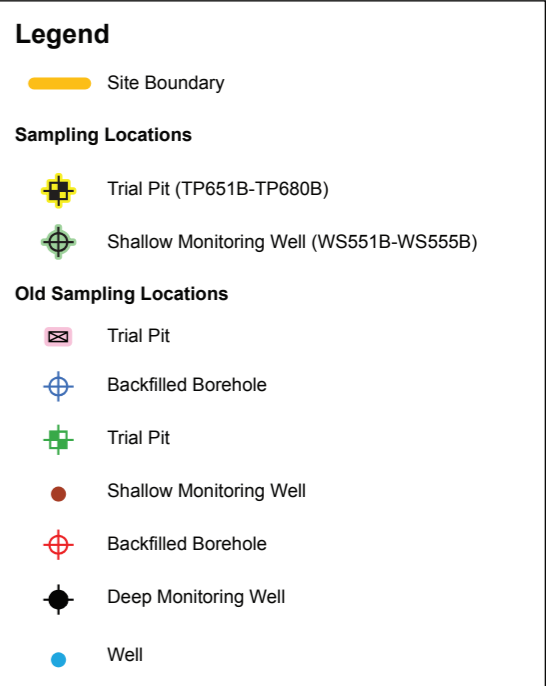 Legend
Site Boundary
Sampling Locations
Trial Pit (TP651B-TP680B)
Shallow Monitoring Well (WS551B-WS555B)
Old Sampling Locations
Trial Pit
Backfilled Borehole
Trial Pit
Shallow Monitoring Well
Backfilled Borehole
Deep Monitoring Well
Well